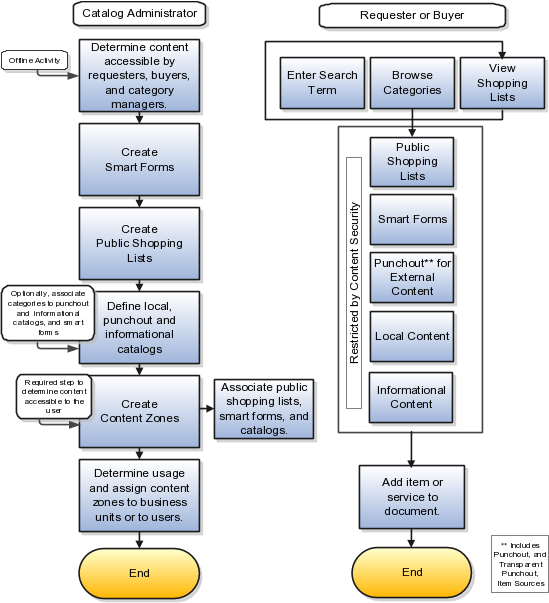 Catalog Administrator
Offline Activity
Determine content
accessible by
requesters, buyers,
and category
managers.
Create
Smart Forms
Create
Public Shopping
Lists
Optionally, associate
categories to punchout
and informational
catalogs, and smart
forms
Define local,
punchout and
informational
catalogs
Required step to
determine content
accessible to the
user
Create
Content Zones
Associate public
shopping lists,
smart forms, and
catalogs.
Determine usage
and assign content
zones to business
units or to users.
End
Requester or Buyer
Enter Search
Term
Browse
Categories
View
Shopping
Lists
Restricted by Content Security
Public
Shopping
Lists
Smart Forms
Punchout** for
External
Content
Local Content
Informational
Content
Add item or
service to
document.
End
** Includes
Punchout, and
Transparent
Punchout,
Item Sources